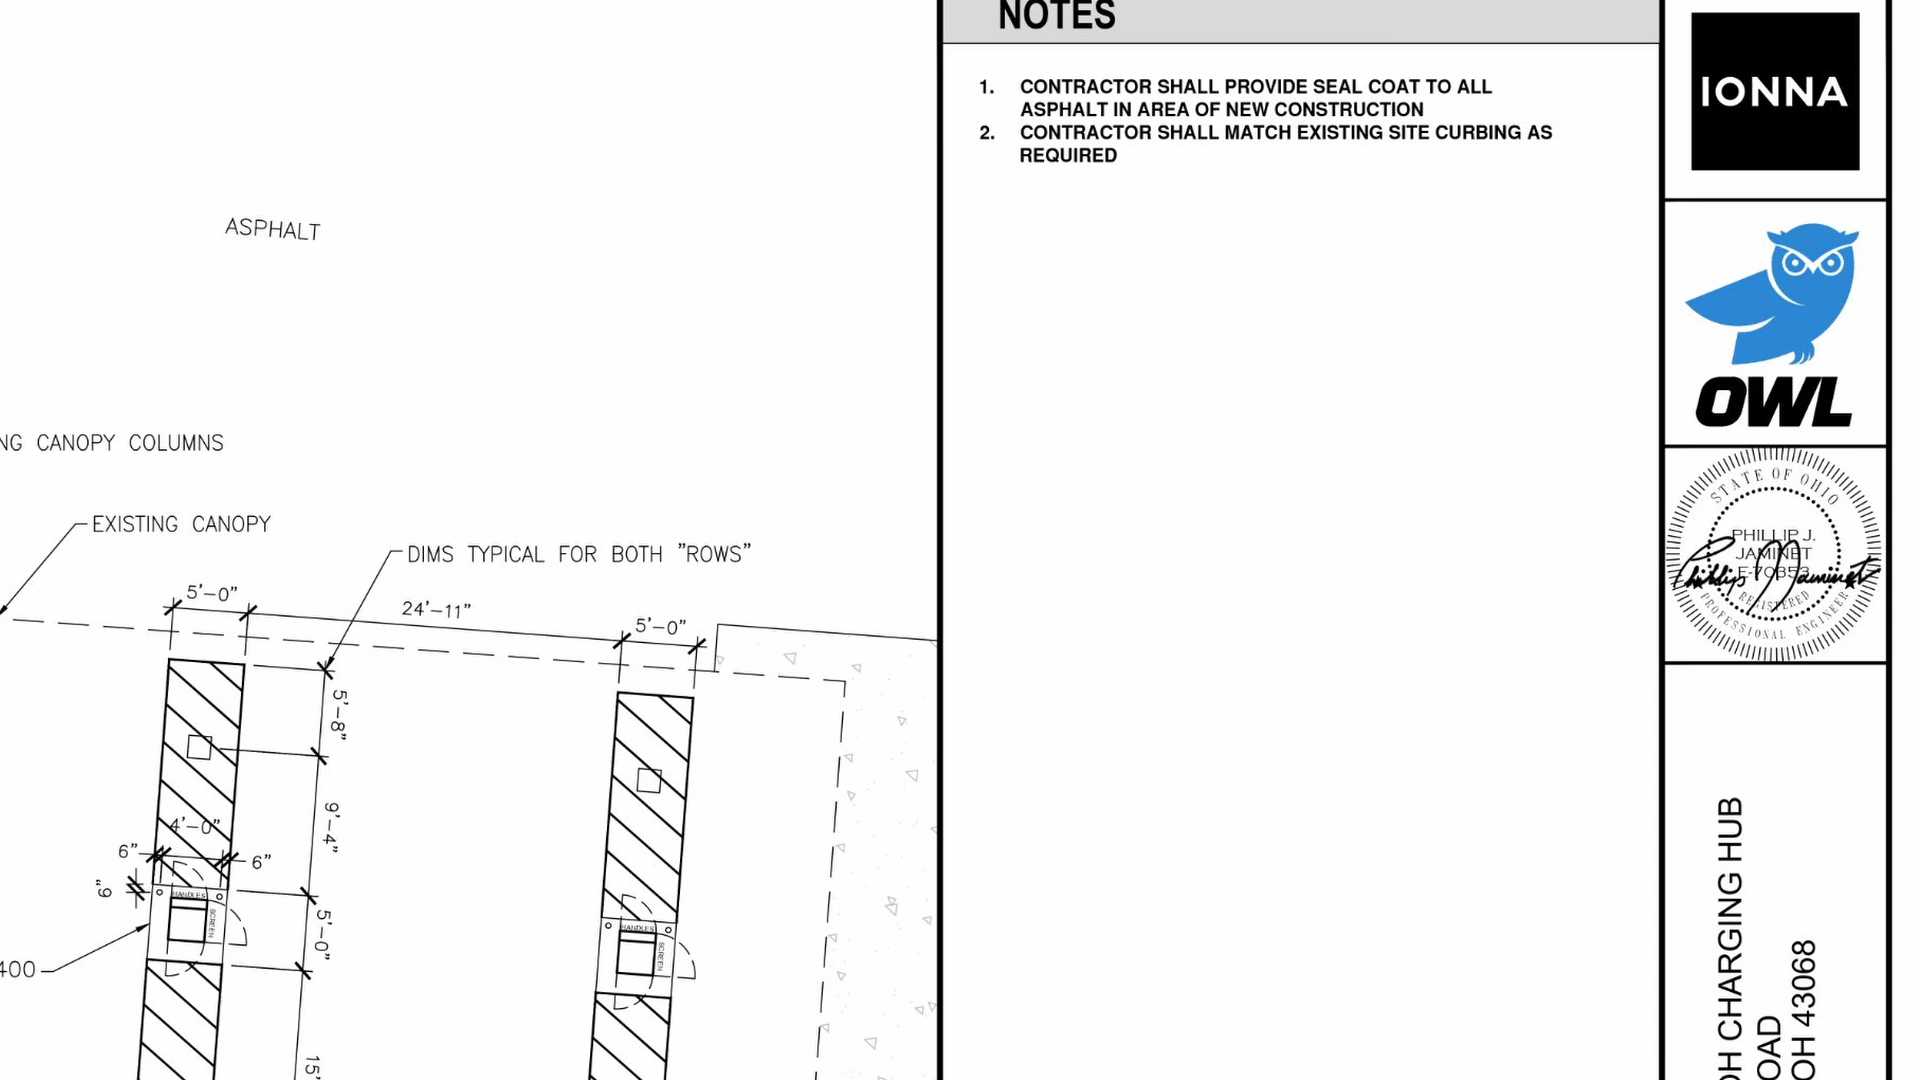 NOTES
1. CONTRACTOR SHALL PROVIDE SEAL COAT TO ALL
ASPHALT IN AREA OF NEW CONSTRUCTION
2. CONTRACTOR SHALL MATCH EXISTING SITE CURBING AS
REQUIRED
ASPHALT
NG CANOPY COLUMNS
EXISTING CANOPY
DIMS TYPICAL FOR BOTH "ROWS"
5'-0"
24'-11"
5'-0"
5'-8"
9'-4"
4'-0"
6"
6"
6"
HANDLES
SCREEN
5'-0"
400
15'
HANDLES
SCREEN
IONNA
OWL
STATE OF OHIO
PHILLIP J.
JAMINET
E-70353
REGISTERED
PROFESSIONAL ENGINEER
OH CHARGING HUB
OAD
OH 43068